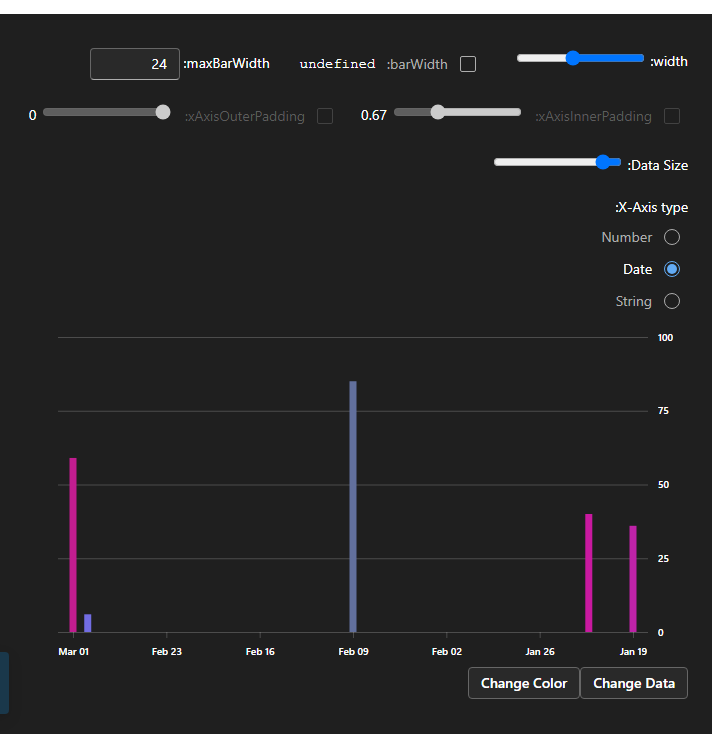 24 :maxBarWidth undefined :barWidth :width
0 :xAxisOuterPadding 0.67 :xAxisInnerPadding
:Data Size
:X-Axis type
Number
Date
String
100
75
50
25
0
Mar 01 Feb 23 Feb 16 Feb 09 Feb 02 Jan 26 Jan 19
Change Color Change Data